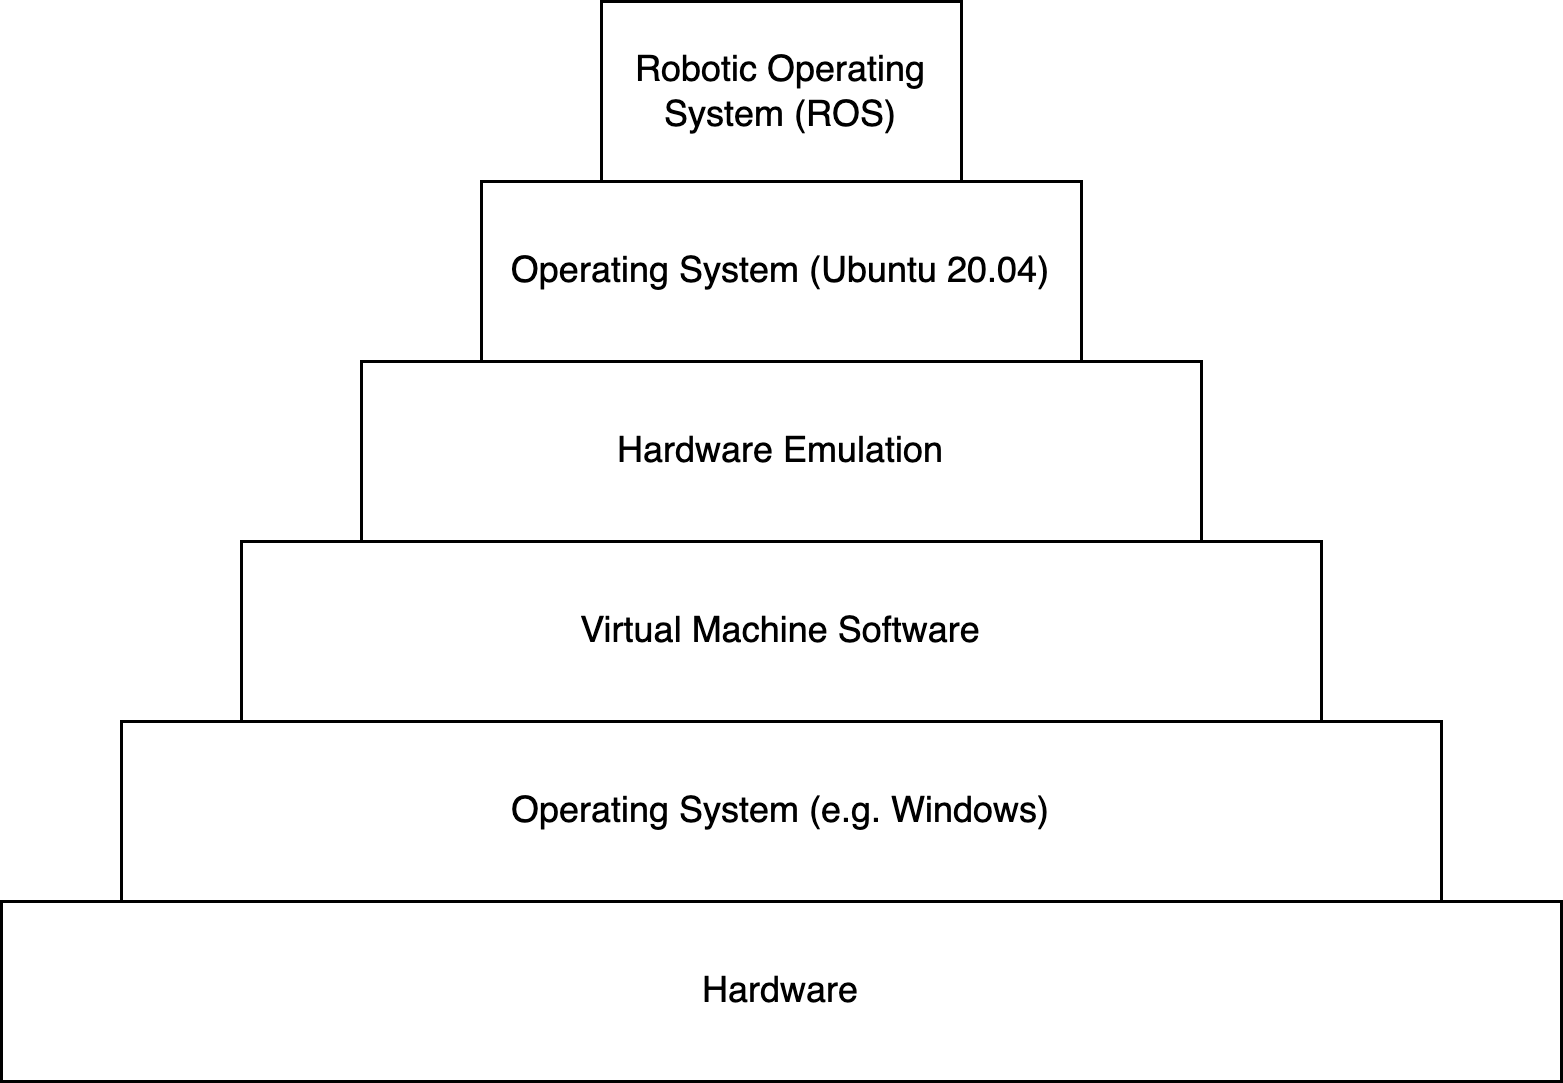 Robotic Operating
System (ROS)
Operating System (Ubuntu 20.04)
Hardware Emulation
Virtual Machine Software
Operating System (e.g. Windows)
Hardware